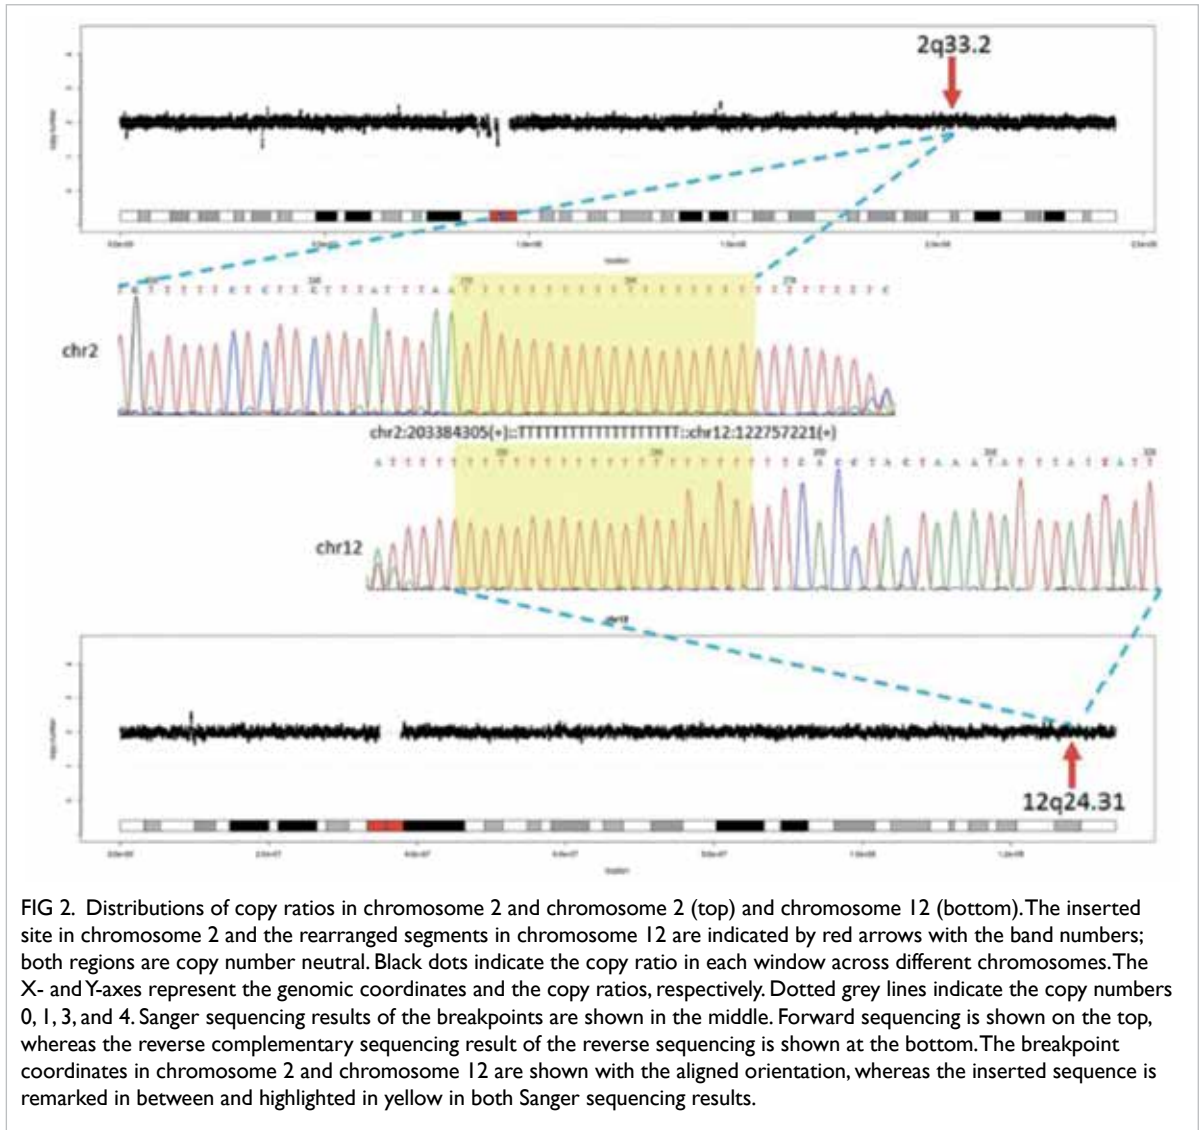 2q33.2
chr2
chr2:203384305(+)::TTTTTTTTTTTTTTTTTTT::chr12:122757221(+)
chr12
12q24.31
FIG 2. Distributions of copy ratios in chromosome 2 and chromosome 2 (top) and chromosome 12 (bottom). The inserted
site in chromosome 2 and the rearranged segments in chromosome 12 are indicated by red arrows with the band numbers;
both regions are copy number neutral. Black dots indicate the copy ratio in each window across different chromosomes. The
X- and Y-axes represent the genomic coordinates and the copy ratios, respectively. Dotted grey lines indicate the copy numbers
0, 1, 3, and 4. Sanger sequencing results of the breakpoints are shown in the middle. Forward sequencing is shown on the top,
whereas the reverse complementary sequencing result of the reverse sequencing is shown at the bottom. The breakpoint
coordinates in chromosome 2 and chromosome 12 are shown with the aligned orientation, whereas the inserted sequence is
remarked in between and highlighted in yellow in both Sanger sequencing results.